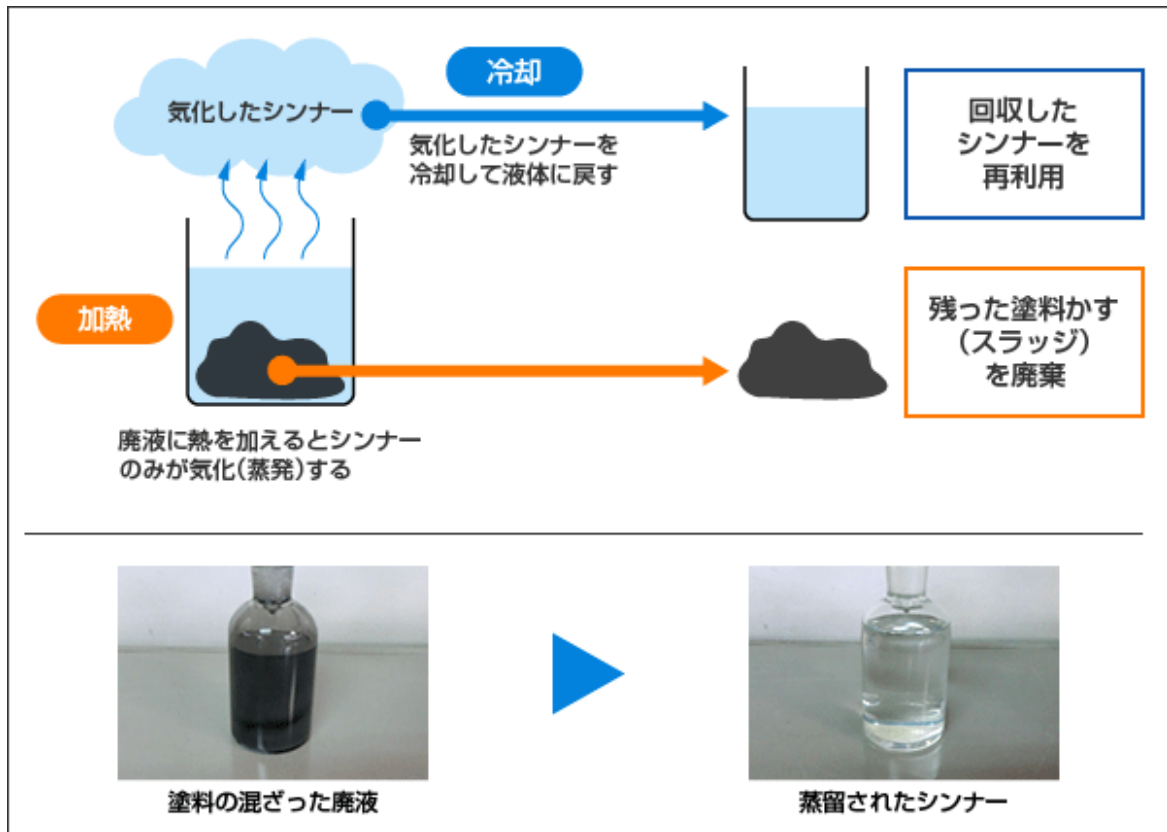 冷却
気化したシンナー
気化したシンナーを
冷却して液体に戻す
回収した
シンナーを
再利用
加熱
残った塗料かす
(スラッジ)
を廃棄
廃液に熱を加えるとシンナー
のみが気化(蒸発)する
塗料の混ざった廃液
蒸留されたシンナー